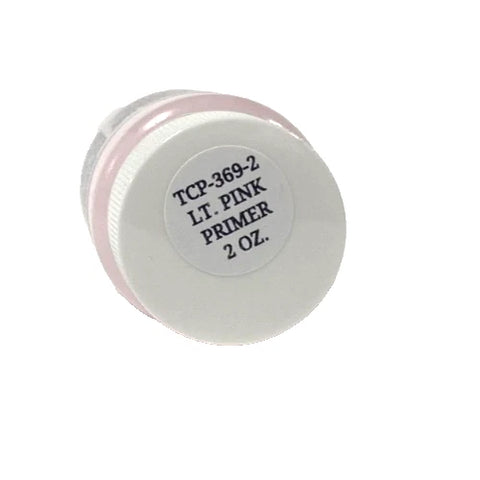 TCP-369-2
LT. PINK
PRIMER
2 OZ.